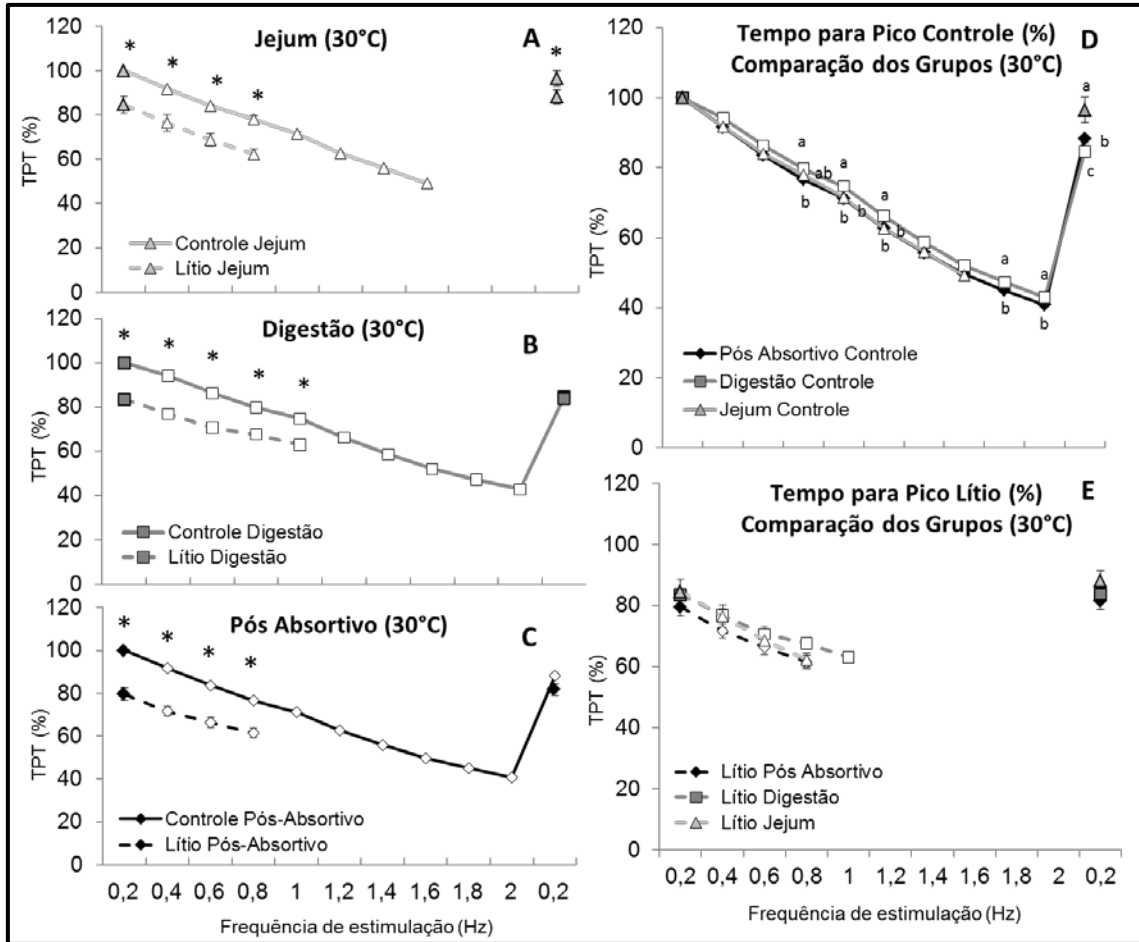 Jejum (30°C)
A
120
100
80
60
40
20
0
TPT (%)
* * * * *
Controle Jejum
Lítio Jejum
Digestão (30°C)
B
120
100
80
60
40
20
0
TPT (%)
* * * * *
Controle Digestão
Lítio Digestão
Pós Absortivo (30°C)
C
120
100
80
60
40
20
0
TPT (%)
* * * *
Controle Pós-Absortivo
Lítio Pós-Absortivo
0,2 0,4 0,6 0,8 1 1,2 1,4 1,6 1,8 2 0,2
Frequência de estimulação (Hz)
Tempo para Pico Controle (%)
Comparação dos Grupos (30°C)
D
120
100
80
60
40
20
0
TPT (%)
a ab b a b b a b b a b a b a b c
Pós Absortivo Controle
Digestão Controle
Jejum Controle
Tempo para Pico Lítio (%)
Comparação dos Grupos (30°C)
E
120
100
80
60
40
20
0
TPT (%)
Lítio Pós Absortivo
Lítio Digestão
Lítio Jejum
0,2 0,4 0,6 0,8 1 1,2 1,4 1,6 1,8 2 0,2
Frequência de estimulação (Hz)